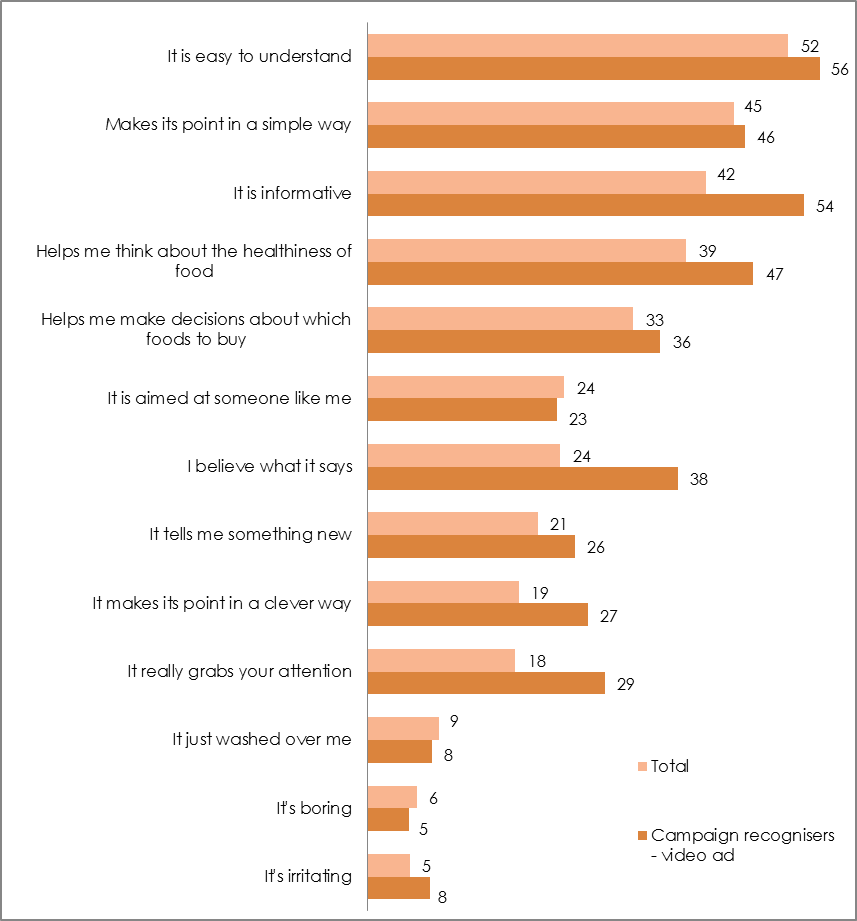 It is easy to understand
52
56
Makes its point in a simple way
45
46
It is informative
42
54
Helps me think about the healthiness of
food
39
47
Helps me make decisions about which
foods to buy
33
36
It is aimed at someone like me
24
23
I believe what it says
24
38
It tells me something new
21
26
It makes its point in a clever way
19
27
It really grabs your attention
18
29
It just washed over me
9
8
Total
It's boring
6
5
Campaign recognisers
- video ad
It's irritating
5
8